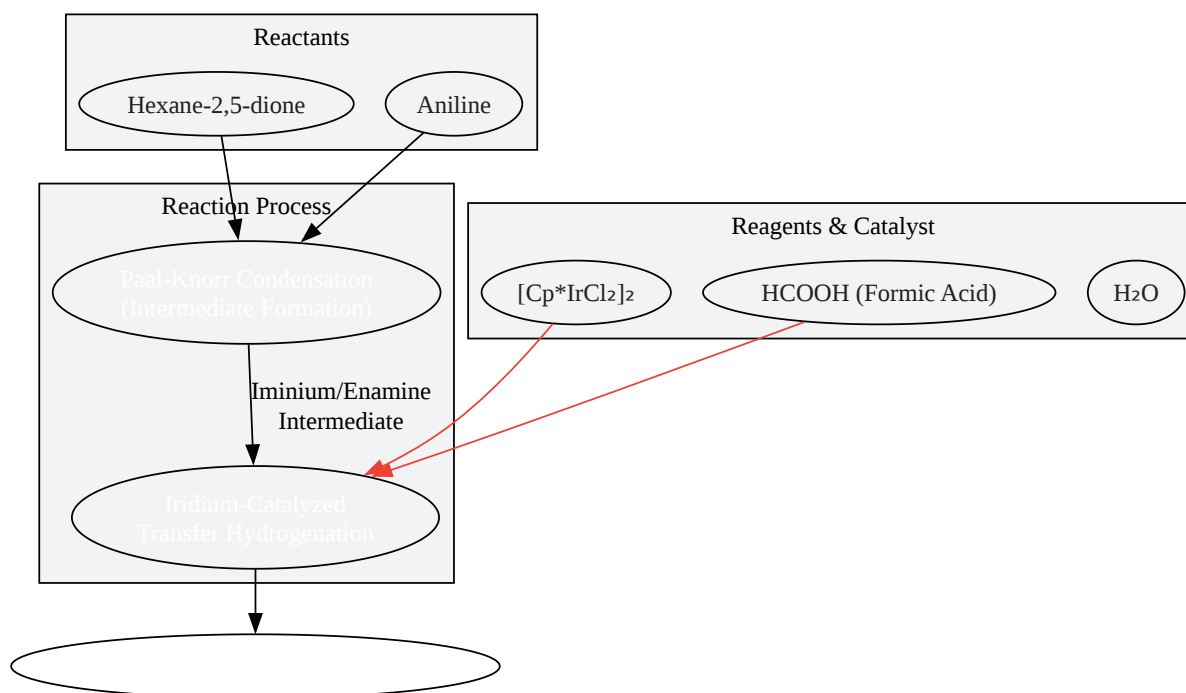 Reactants
Hexane-2,5-dione
Aniline
Reaction Process
Paal-Knorr Condensation
(Intermediate Formation)
Reagents & Catalyst
[Cp*IrCl₂]₂
HCOOH (Formic Acid)
H₂O
Iminium/Enamine
Intermediate
Iridium-Catalyzed
Transfer Hydrogenation